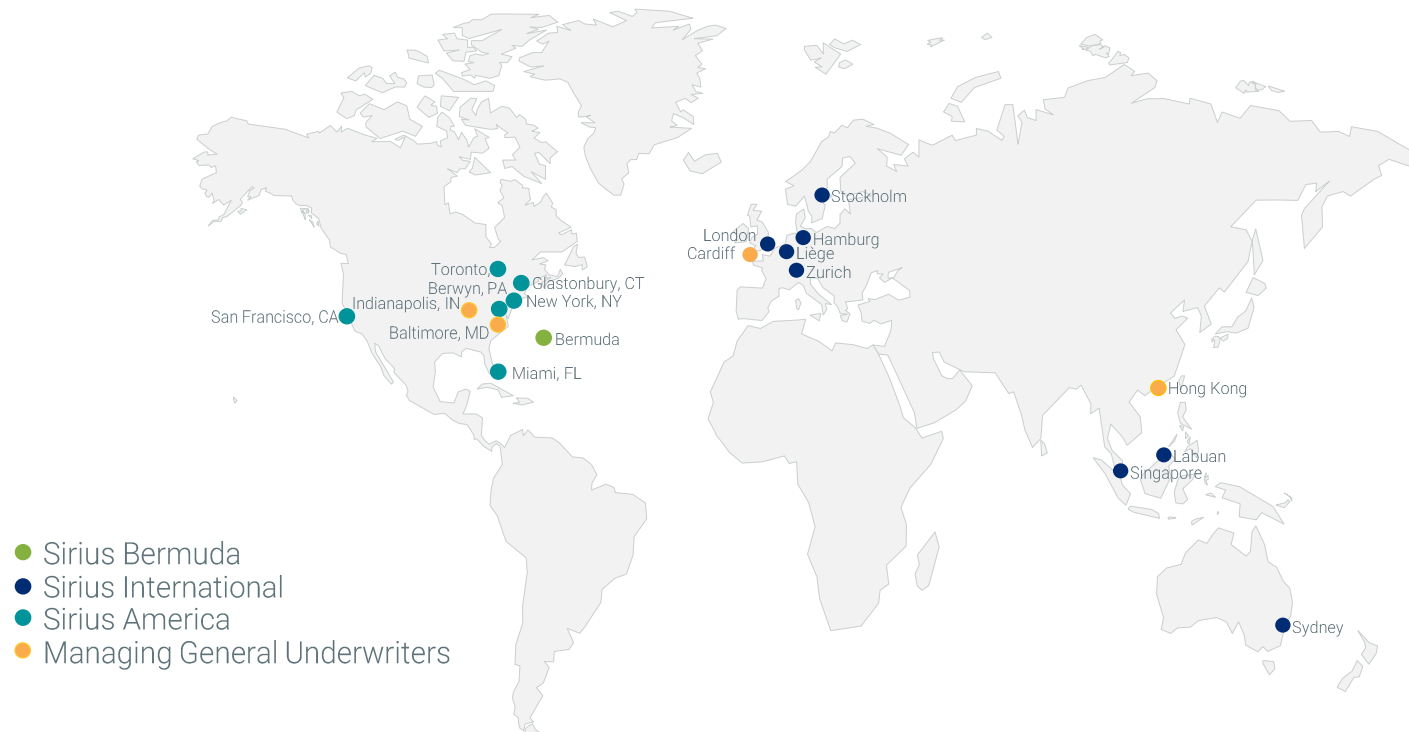 Stockholm
London
Hamburg
Cardiff
Liège
Zurich
Toronto,
Glastonbury, CT
Berwyn, PA
New York, NY
Indianapolis, IN
San Francisco, CA
Baltimore, MD
Bermuda
Miami, FL
Hong Kong
Labuan
Singapore
Sirius Bermuda
Sirius International
Sirius America
Managing General Underwriters
Sydney